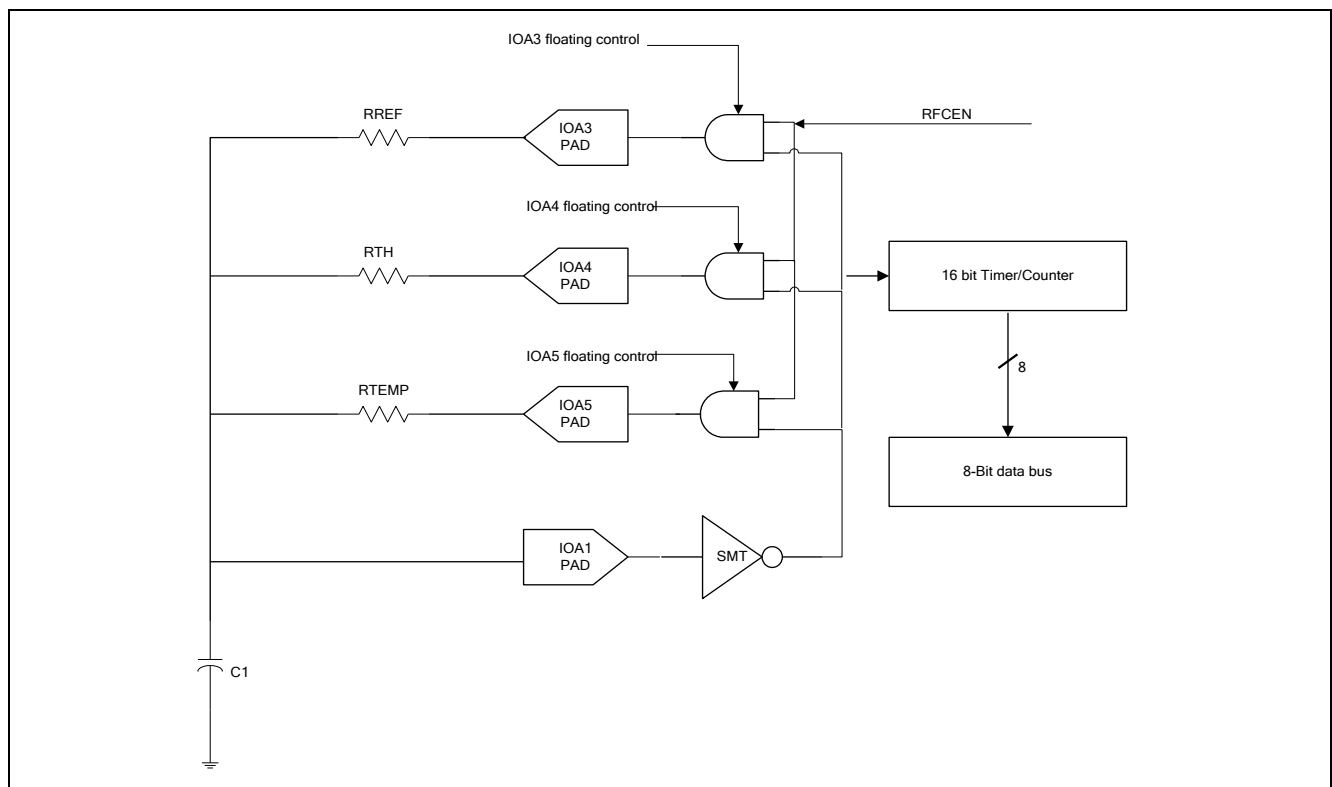 IOA3 floating control
RREF
IOA3
PAD
RFCEN
IOA4 floating control
RTH
IOA4
PAD
16 bit Timer/Counter
IOA5 floating control
8
RTEMP
IOA5
PAD
8-Bit data bus
IOA1
PAD
SMT
C1